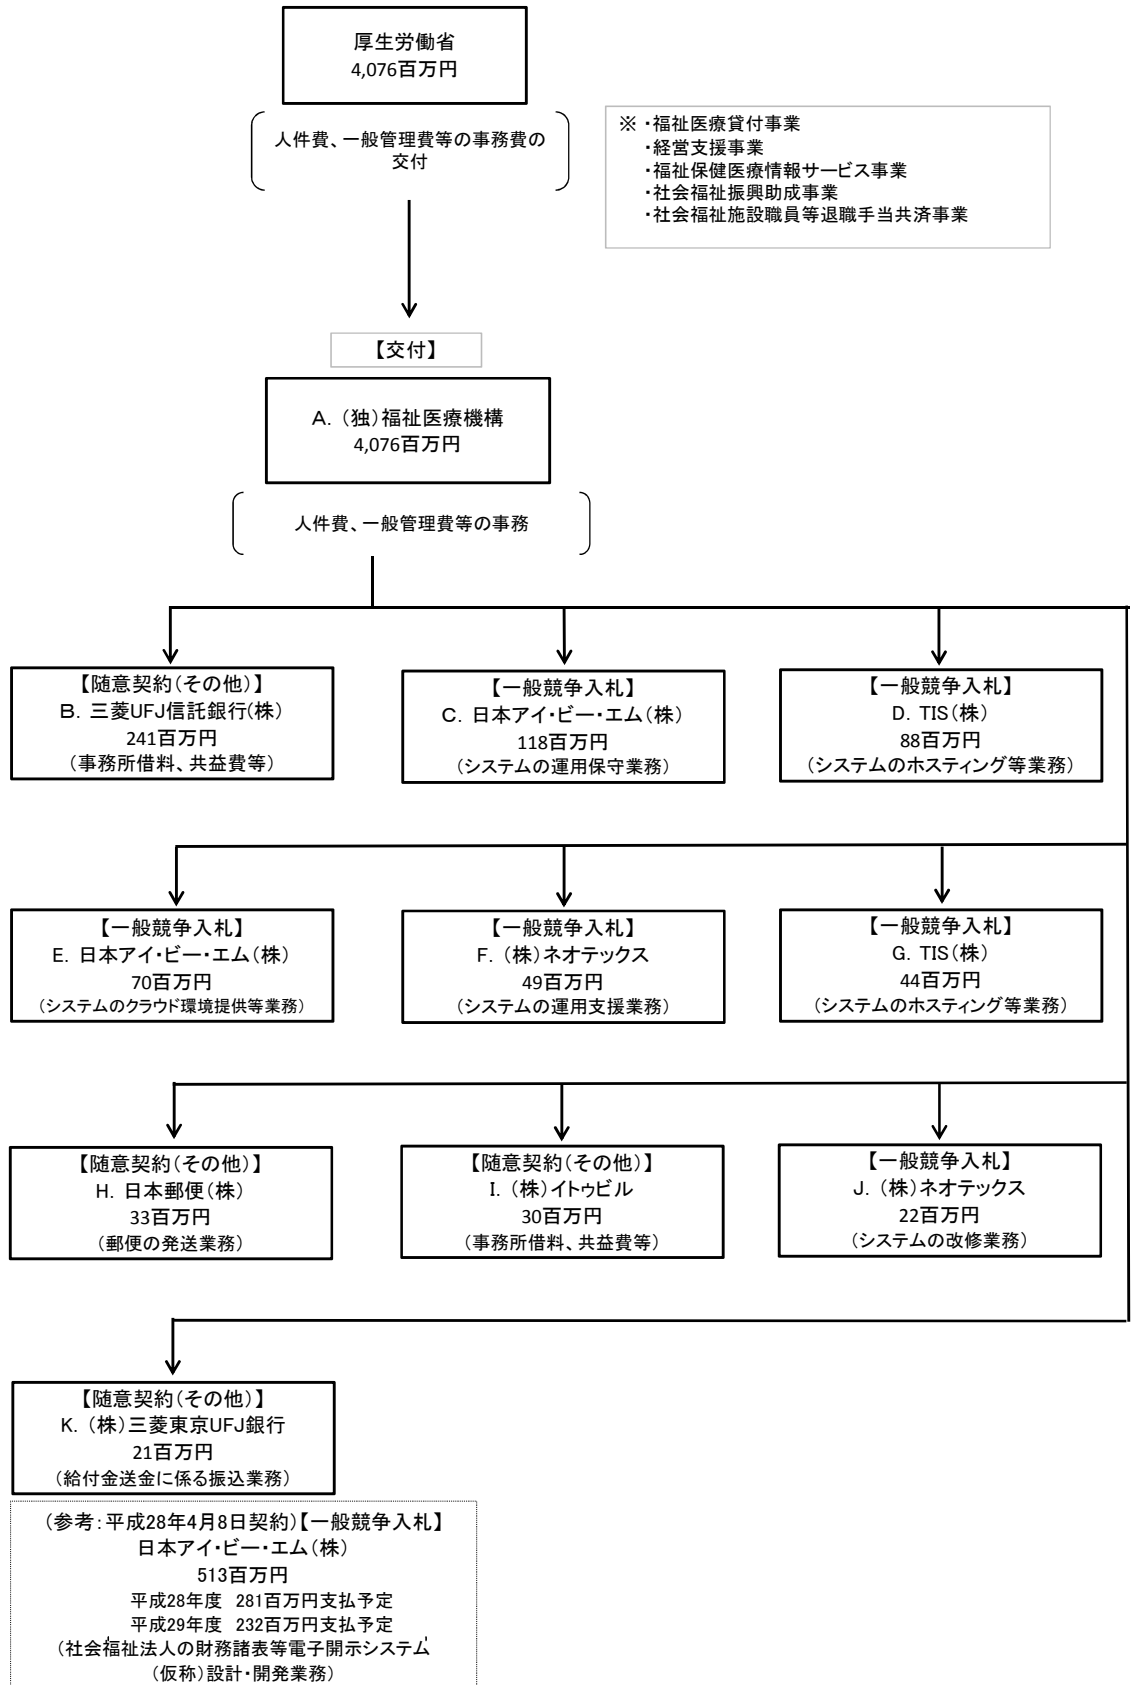 厚生労働省
4,076百万円
人件費、一般管理費等の事務費の
交付
※ ・福祉医療貸付事業
・経営支援事業
・福祉保健医療情報サービス事業
・社会福祉振興助成事業
・社会福祉施設職員等退職手当共済事業
【交付】
A. (独)福祉医療機構
4,076百万円
人件費、一般管理費等の事務
【随意契約(その他)】
B. 三菱UFJ信託銀行(株)
241百万円
(事務所借料、共益費等)
【一般競争入札】
C. 日本アイ・ビー・エム(株)
118百万円
(システムの運用保守業務)
【一般競争入札】
D. TIS(株)
88百万円
(システムのホスティング等業務)
【一般競争入札】
E. 日本アイ・ビー・エム(株)
70百万円
(システムのクラウド環境提供等業務)
【一般競争入札】
F. (株)ネオテックス
49百万円
(システムの運用支援業務)
【一般競争入札】
G. TIS(株)
44百万円
(システムのホスティング等業務)
【随意契約(その他)】
H. 日本郵便(株)
33百万円
(郵便の発送業務)
【随意契約(その他)】
I. (株)イトゥビル
30百万円
(事務所借料、共益費等)
【一般競争入札】
J. (株)ネオテックス
22百万円
(システムの改修業務)
【随意契約(その他)】
K. (株)三菱東京UFJ銀行
21百万円
(給付金送金に係る振込業務)
(参考:平成28年4月8日契約)【一般競争入札】
日本アイ・ビー・エム(株)
513百万円
平成28年度 281百万円支払予定
平成29年度 232百万円支払予定
(社会福祉法人の財務諸表等電子開示システム
(仮称)設計・開発業務)